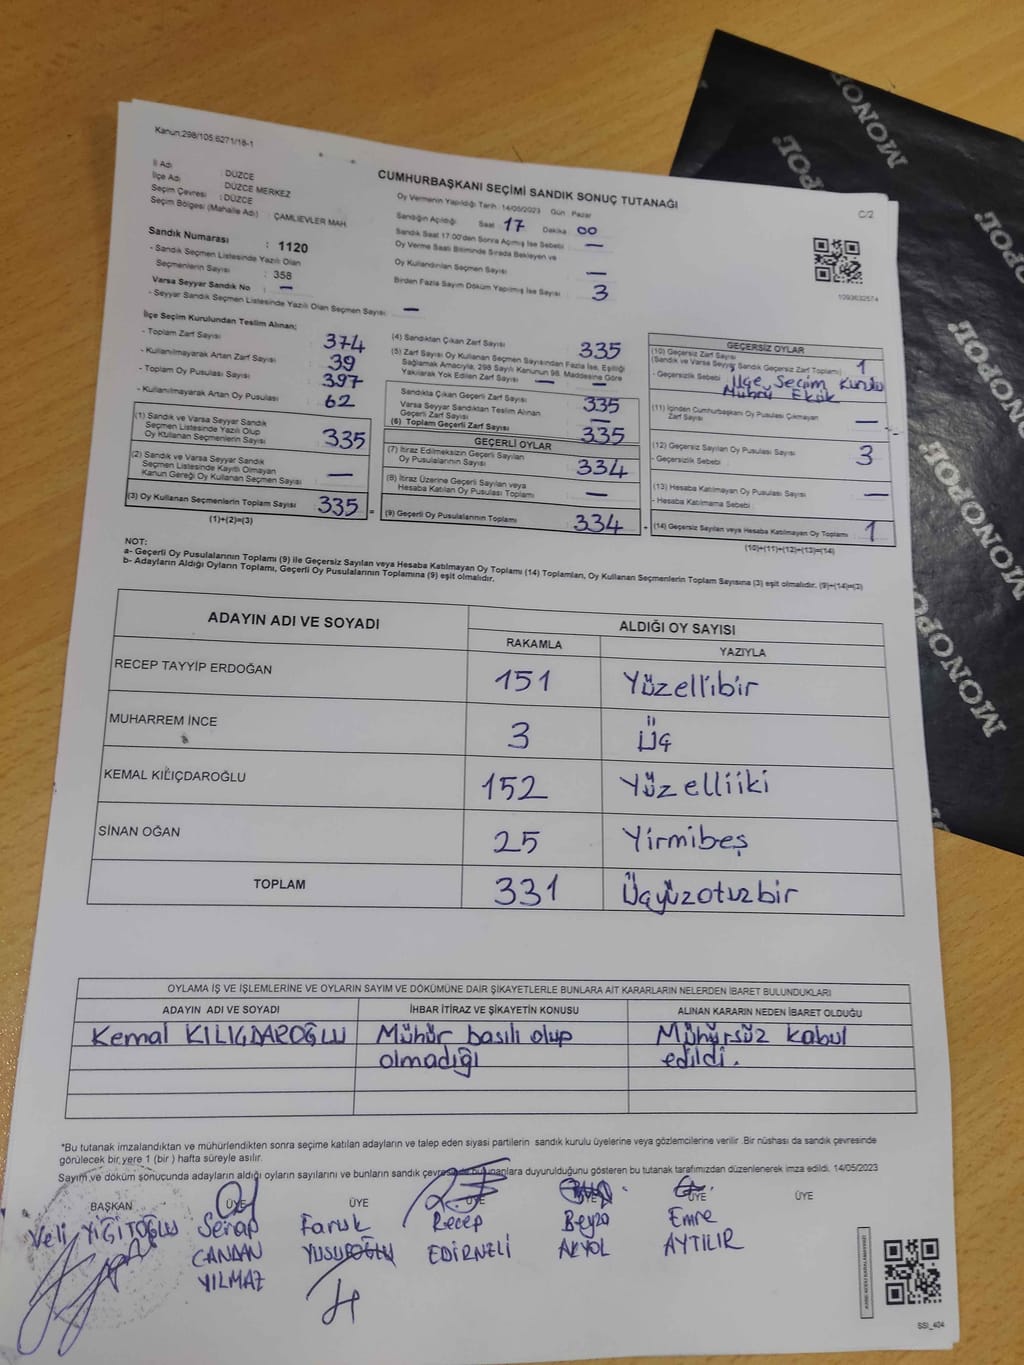 Kanun:298/105:6271/18-1
CUMHURBAŞKANI SEÇİMİ SANDIK SONUÇ TUTANAĞI
C/2
İl Adı : DÜZCE
İlçe Adı : DÜZCE MERKEZ
Seçim Çevresi : DÜZCE
Seçim Bölgesi (Mahalle Adı) : ÇAMLIEVLER MAH.
Sandık Numarası : 1120
- Sandık Seçmen Listesinde Yazılı Olan
Seçmenlerin Sayısı : 358
Varsa Seyyar Sandık No : —
- Seyyar Sandık Seçmen Listesinde Yazılı Olan Seçmen Sayısı : —
Oy Vermenin Yapıldığı Tarih : 14/05/2023 Gün : Pazar
Sandığın Açıldığı Saat 17 Dakika 00
Sandık Saat 17:00'den Sonra Açılmış İse Sebebi : —
Oy Verme Saati Bitiminde Sırada Bekleyen ve
Oy Kullandırılan Seçmen Sayısı : —
Birden Fazla Sayım Döküm Yapılmış İse Sayısı : 3
1093632574
İlçe Seçim Kurulundan Teslim Alınan;
- Toplam Zarf Sayısı : 374
- Kullanılmayarak Artan Zarf Sayısı : 39
- Toplam Oy Pusulası Sayısı : 397
- Kullanılmayarak Artan Oy Pusulası : 62
(1) Sandık ve Varsa Seyyar Sandık
Seçmen Listesinde Yazılı Olup
Oy Kullanan Seçmenlerin Sayısı : 335
(2) Sandık ve Varsa Seyyar Sandık
Seçmen Listesinde Kayıtlı Olmayan
Kanun Gereği Oy Kullanan Seçmen Sayısı : —
(3) Oy Kullanan Seçmenlerin Toplam Sayısı : 335 =
(1)+(2)=(3)
(4) Sandıktan Çıkan Zarf Sayısı : 335
(5) Zarf Sayısı Oy Kullanan Seçmen Sayısından Fazla İse, Eşitliği
Sağlamak Amacıyla, 298 Sayılı Kanunun 98. Maddesine Göre
Yakılarak Yok Edilen Zarf Sayısı : — —
Sandıkta Çıkan Geçerli Zarf Sayısı : 335
Varsa Seyyar Sandıktan Teslim Alınan
Geçerli Zarf Sayısı : —
(6) Toplam Geçerli Zarf Sayısı : 335
GEÇERLİ OYLAR
(7) İtiraz Edilmeksizin Geçerli Sayılan
Oy Pusulalarının Sayısı : 334
(8) İtiraz Üzerine Geçerli Sayılan veya
Hesaba Katılan Oy Pusulası Toplamı : —
(9) Geçerli Oy Pusulalarının Toplamı : 334 +
GEÇERSİZ OYLAR
(10) Geçersiz Zarf Sayısı
(Sandık ve Varsa Seyyar Sandık Geçersiz Zarf Toplamı) : 1
- Geçersizlik Sebebi : İlçe Seçim Kurulu
Mührü Eksik
(11) İçinden Cumhurbaşkanı Oy Pusulası Çıkmayan
Zarf Sayısı : —
(12) Geçersiz Sayılan Oy Pusulası Sayısı : 3
- Geçersizlik Sebebi :
(13) Hesaba Katılmayan Oy Pusulası Sayısı : —
- Hesaba Katılmama Sebebi :
(14) Geçersiz Sayılan veya Hesaba Katılmayan Oy Toplamı : 1
(10)+(11)+(12)+(13)=(14)
NOT:
a- Geçerli Oy Pusulalarının Toplamı (9) ile Geçersiz Sayılan veya Hesaba Katılmayan Oy Toplamı (14) Toplamları, Oy Kullanan Seçmenlerin Toplam Sayısına (3) eşit olmalıdır. (9)+(14)=(3)
b- Adayların Aldığı Oyların Toplamı, Geçerli Oy Pusulalarının Toplamına (9) eşit olmalıdır.
ADAYIN ADI VE SOYADI ALDIĞI OY SAYISI
RAKAMLA YAZIYLA
RECEP TAYYİP ERDOĞAN 151 Yüzellibir
MUHARREM İNCE 3 Üç
KEMAL KILIÇDAROĞLU 152 Yüzelliiki
SİNAN OĞAN 25 Yirmibeş
TOPLAM 331 Üçyüzotuzbir
OYLAMA İŞ VE İŞLEMLERİNE VE OYLARIN SAYIM VE DÖKÜMÜNE DAİR ŞİKAYETLERLE BUNLARA AİT KARARLARIN NELERDEN İBARET BULUNDUKLARI
ADAYIN ADI VE SOYADI İHBAR İTİRAZ VE ŞİKAYETİN KONUSU ALINAN KARARIN NEDEN İBARET OLDUĞU
Kemal KILIÇDAROĞLU Mühür basılı olup Mühürsüz kabul
olmadığı edildi.
*Bu tutanak imzalandıktan ve mühürlendikten sonra seçime katılan adayların ve talep eden siyasi partilerin sandık kurulu üyelerine veya gözlemcilerine verilir. Bir nüshası da sandık çevresinde
görülecek bir yere 1 (bir) hafta süreyle asılır.
Sayım ve döküm sonucunda adayların aldığı oyların sayılarını ve bunların sandık çevresinde bulunanlara duyurulduğunu gösteren bu tutanak tarafımızdan düzenlenerek imza edildi. 14/05/2023
BAŞKAN ÜYE ÜYE ÜYE ÜYE ÜYE
Veli YİĞİTOĞLU Serap Faruk Recep Beyza Emre
CANDAN YUSUFOĞLU EDİRNELİ AKYOL AYTILIR
YILMAZ
SSI_404
MONOPOL
MONOPOL
MONOPOL
MONOPOL
MONOPOL